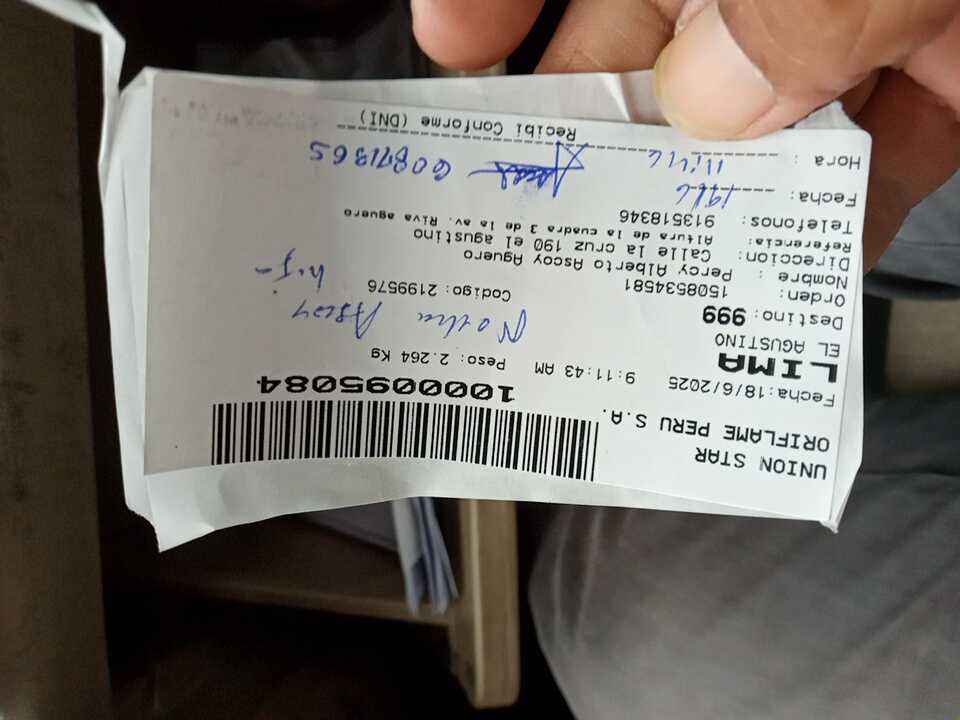 UNION STAR
ORIFLAME PERU S.A.
1000095084
Fecha:18/6/2025 9:11:43 AM
LIMA
EL AGUSTINO
Peso: 2.264 Kg
Destino: 999
Orden: 1508534581
Codigo: 2199576
Nombre : Percy Alberto Ascoy Aguero
Direccion: Calle la cruz 190 el agustino
Referencia: Altura de la cuadra 3 de la av. Riva aguero
Telefonos: 913518346
Fecha:
Hora :
60871365
Recibi Conforme (DNI)